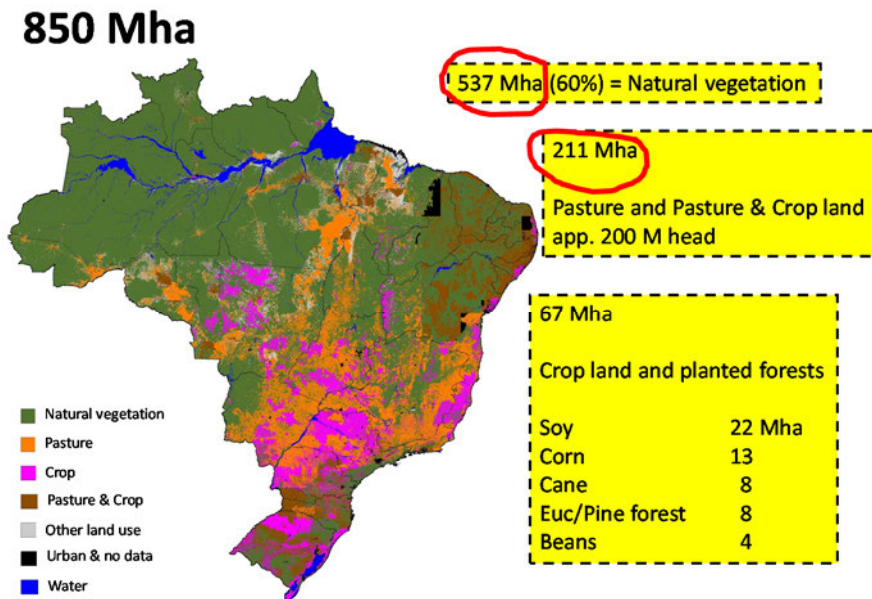 850 Mha
537 Mha (60%) = Natural vegetation
211 Mha
Pasture and Pasture & Crop land
app. 200 M head
67 Mha
Crop land and planted forests
Soy 22 Mha
Corn 13
Cane 8
Euc/Pine forest 8
Beans 4
Natural vegetation
Pasture
Crop
Pasture & Crop
Other land use
Urban & no data
Water